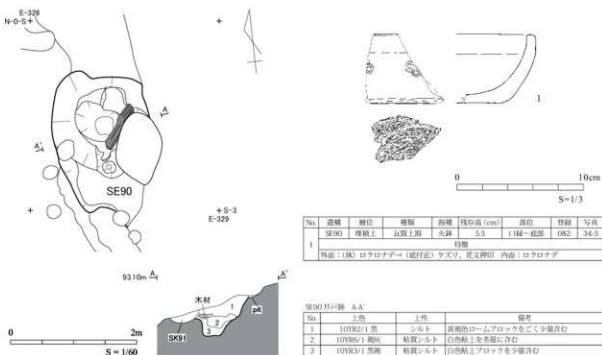 E-326
N-0-S
A
A'
SE90
S-3
E-329
93.10m A
A'
木材
1
2
3
pit
SK91
0 2m
S = 1/60
1
0 10cm
S=1/3
No. 遺構 層位 種類 器種 残存高(cm) 部位 登録 写真
1 SE90 堆積土 瓦質土器 火鉢 5.5 口縁～底部 082 34-5
特徴
外面：(体) ロクロナデ→(底付近) ケズリ、花文押印 内面：ロクロナデ
SE90 井戸跡 A-A'
No. 土色 土性 備考
1 10YR2/1 黒 シルト 黄褐色ロームブロックをごく少量含む
2 10YR6/1 褐灰 粘質シルト 白色粘土を多量に含む
3 10YR3/1 黒褐 粘質シルト 白色粘土ブロックを少量含む